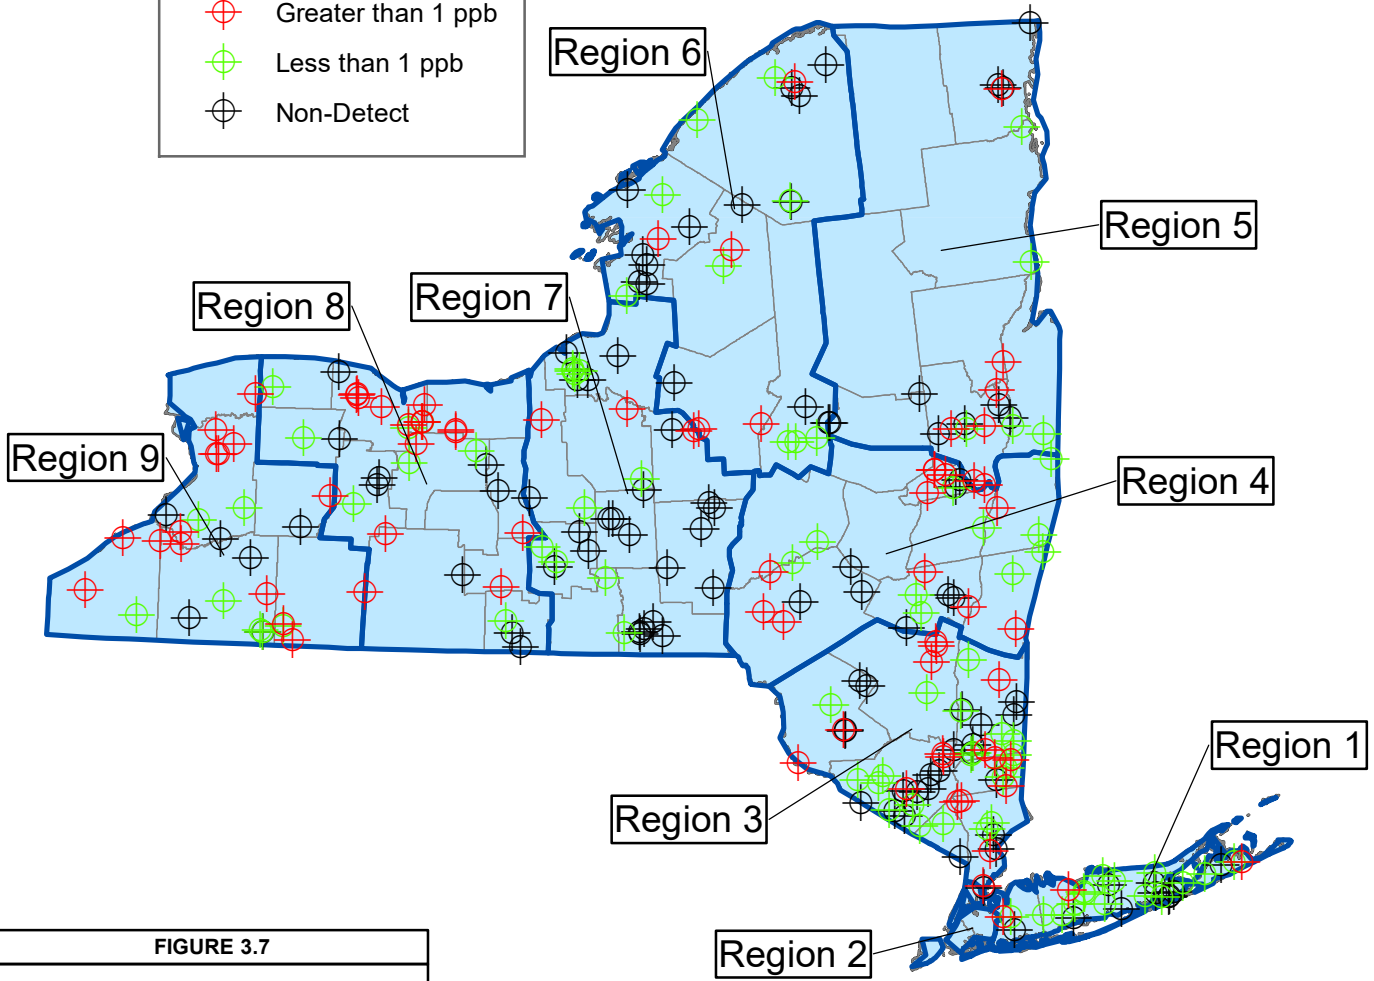 Greater than 1 ppb
Less than 1 ppb
Non-Detect
Region 6
Region 5
Region 8
Region 7
Region 9
Region 4
Region 1
Region 3
Region 2
FIGURE 3.7